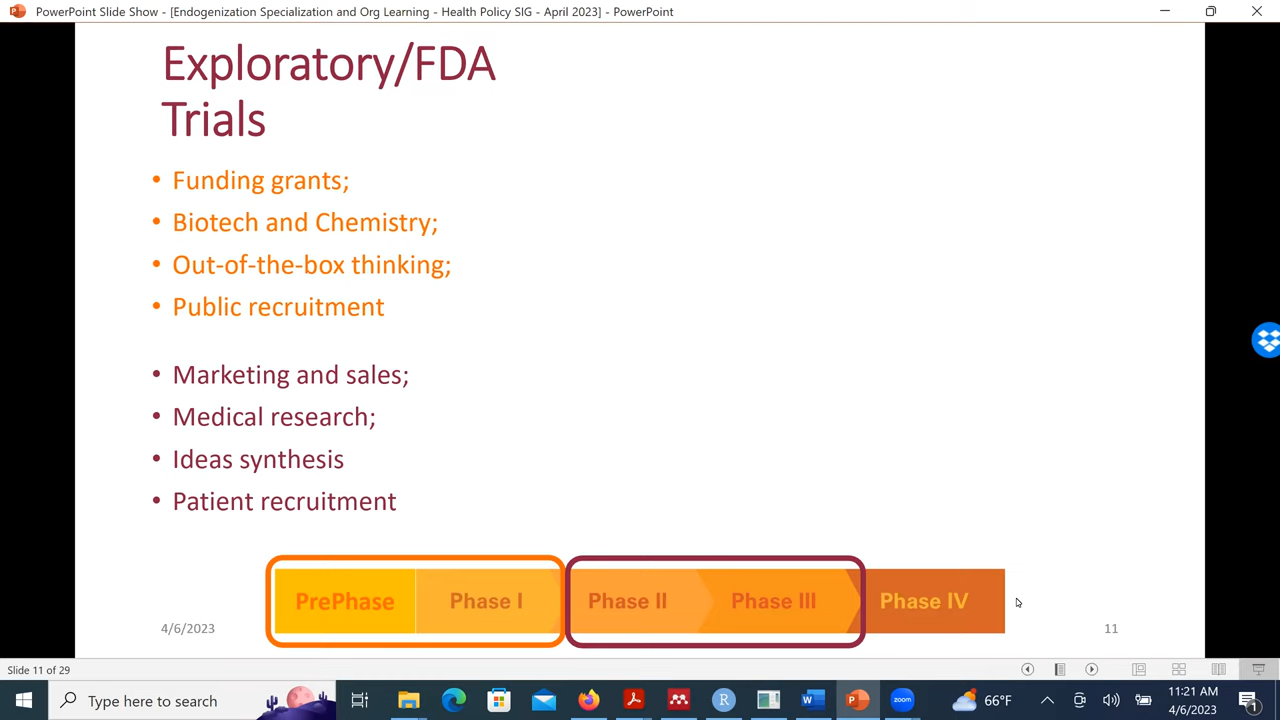 PowerPoint Slide Show - [Endogenization Specialization and Org Learning - Health Policy SIG - April 2023] - PowerPoint
Exploratory/FDA
Trials
• Funding grants;
• Biotech and Chemistry;
• Out-of-the-box thinking;
• Public recruitment
• Marketing and sales;
• Medical research;
• Ideas synthesis
• Patient recruitment
PrePhase Phase I Phase II Phase III Phase IV
4/6/2023 11
Slide 11 of 29
Type here to search 66°F 11:21 AM
4/6/2023 1